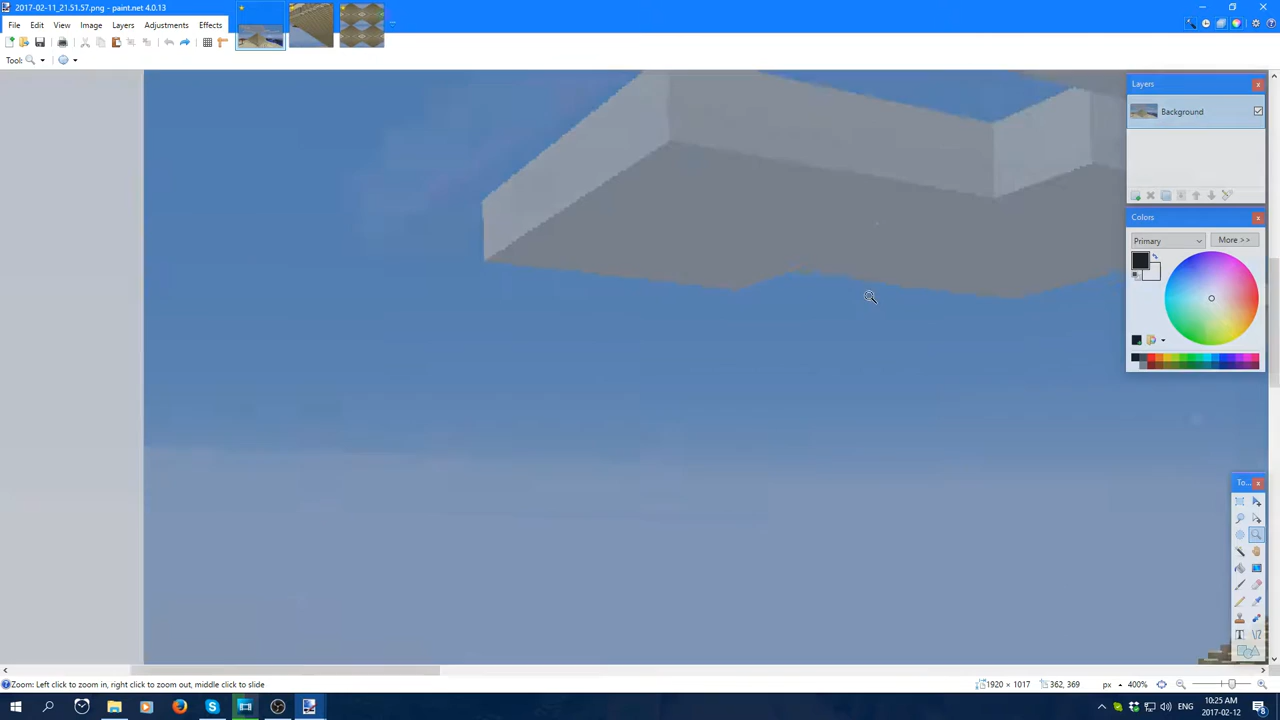 2017-02-11_21.51.57.png - paint.net 4.0.13
File Edit View Image Layers Adjustments Effects
Tool:
Layers
Background
Colors
Primary
More >>
To...
Zoom: Left click to zoom in, right click to zoom out, middle click to slide
1920 x 1017
362, 369
px
400%
ENG
10:25 AM
2017-02-12